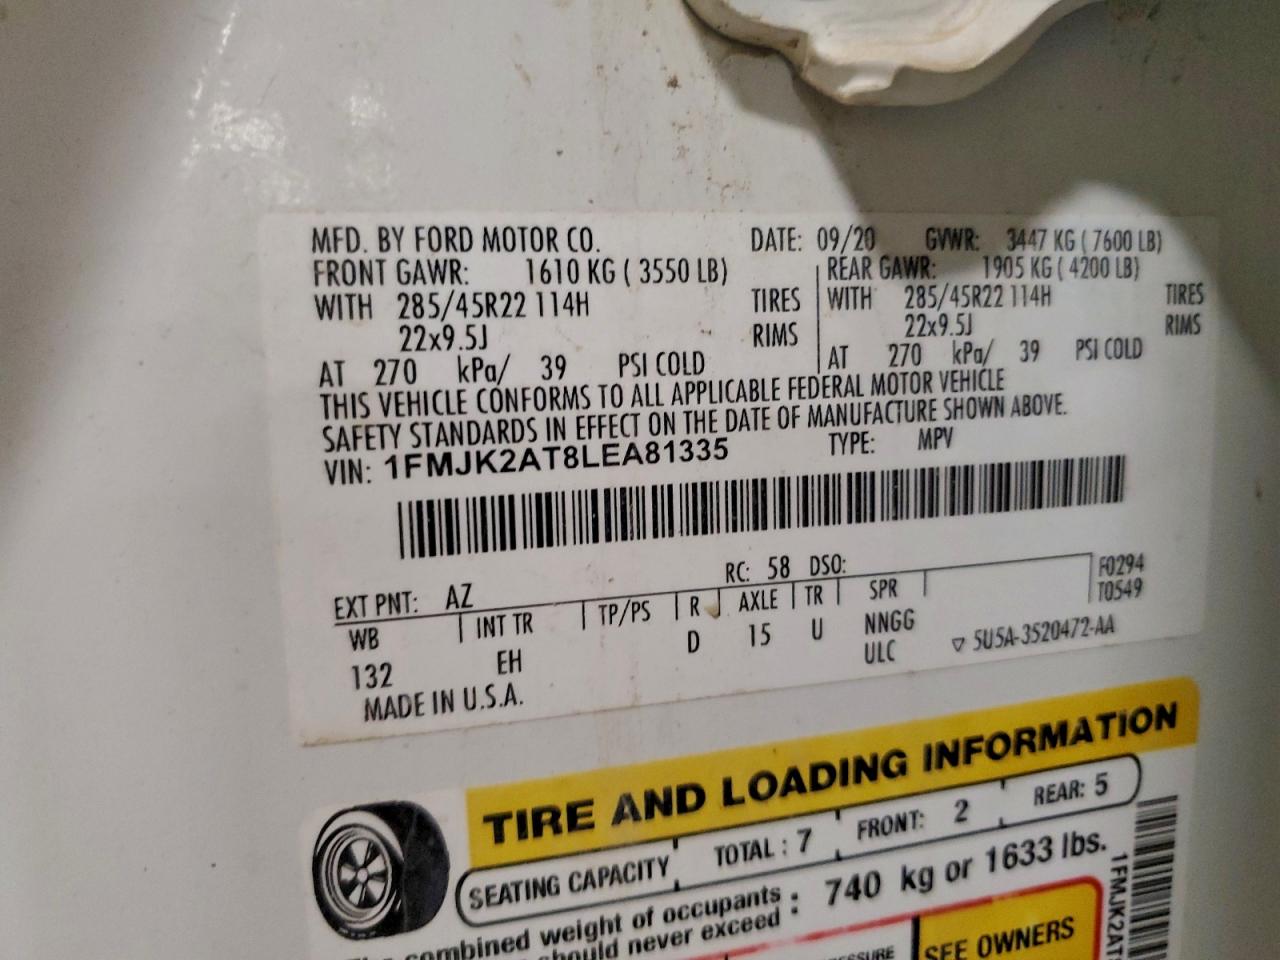 MFD. BY FORD MOTOR CO. DATE: 09/20 GVWR: 3447 KG ( 7600 LB)
FRONT GAWR: 1610 KG ( 3550 LB) REAR GAWR: 1905 KG ( 4200 LB)
WITH 285/45R22 114H TIRES WITH 285/45R22 114H TIRES
22x9.5J RIMS 22x9.5J RIMS
AT 270 kPa/ 39 PSI COLD AT 270 kPa/ 39 PSI COLD
THIS VEHICLE CONFORMS TO ALL APPLICABLE FEDERAL MOTOR VEHICLE
SAFETY STANDARDS IN EFFECT ON THE DATE OF MANUFACTURE SHOWN ABOVE.
VIN: 1FMJK2AT8LEA81335 TYPE: MPV
RC: 58 DSO: F0294
EXT PNT: AZ T0549
WB INT TR TP/PS R AXLE TR SPR
132 EH D 15 U NNGG
ULC ▽ 5U5A-3520472-AA
MADE IN U.S.A.
TIRE AND LOADING INFORMATION
SEATING CAPACITY TOTAL : 7 FRONT: 2 REAR: 5
combined weight of occupants : 740 kg or 1633 lbs.
should never exceed
SEE OWNERS
1FMJK2AT